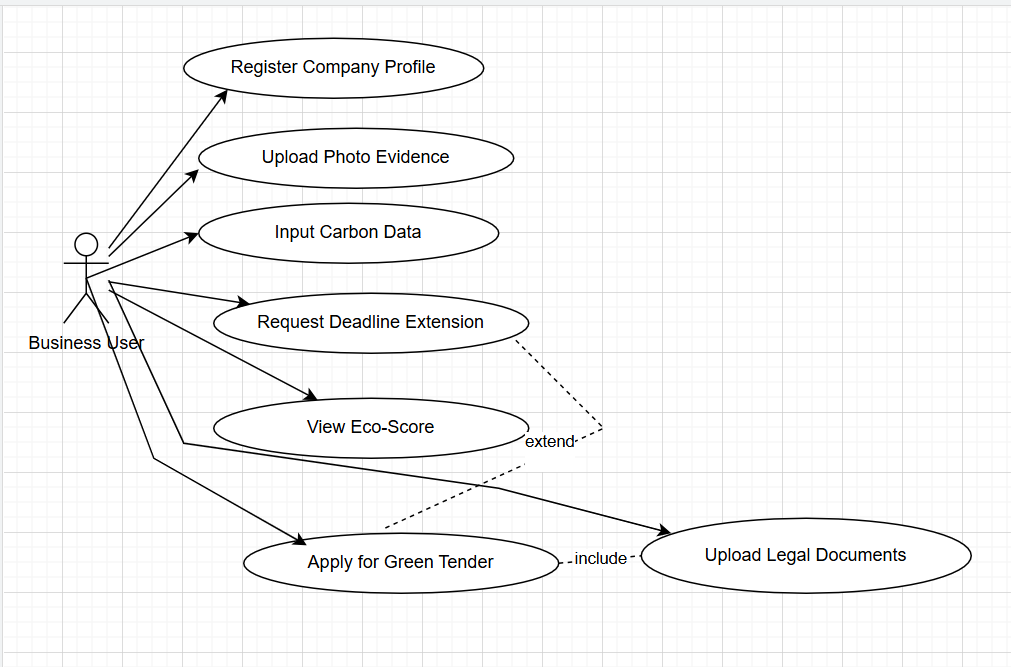 Register Company Profile
Upload Photo Evidence
Input Carbon Data
Request Deadline Extension
Business User
View Eco-Score
extend
Apply for Green Tender
include
Upload Legal Documents